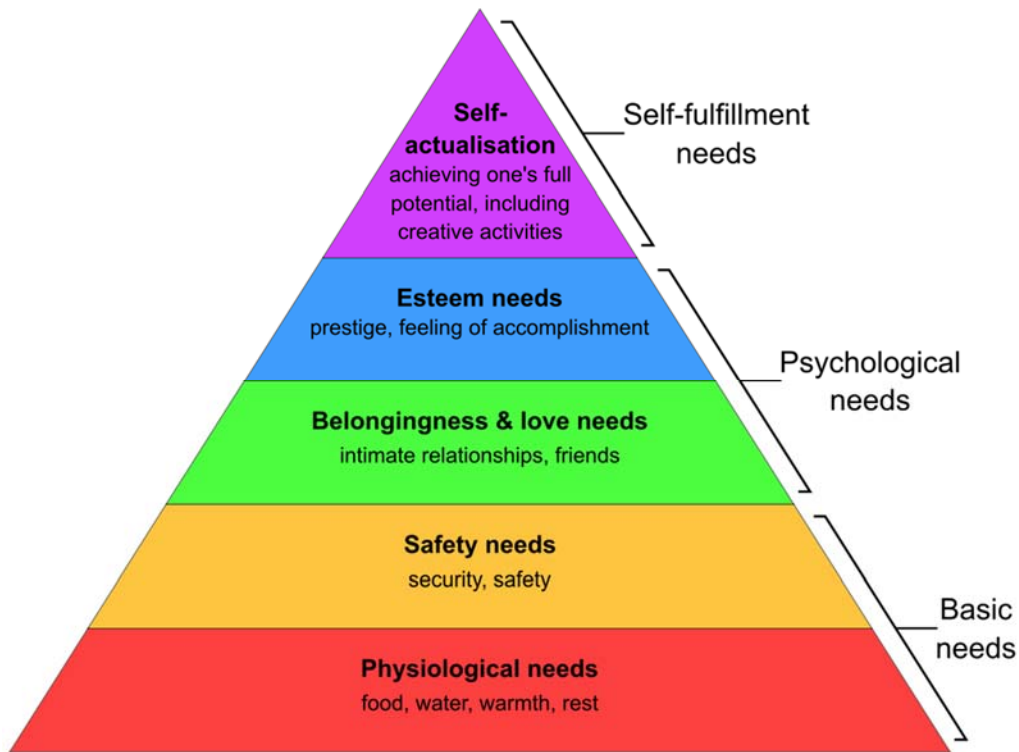 Self-
actualisation
achieving one's full
potential, including
creative activities
Self-fulfillment
needs
Esteem needs
prestige, feeling of accomplishment
Psychological
needs
Belongingness & love needs
intimate relationships, friends
Safety needs
security, safety
Basic
needs
Physiological needs
food, water, warmth, rest